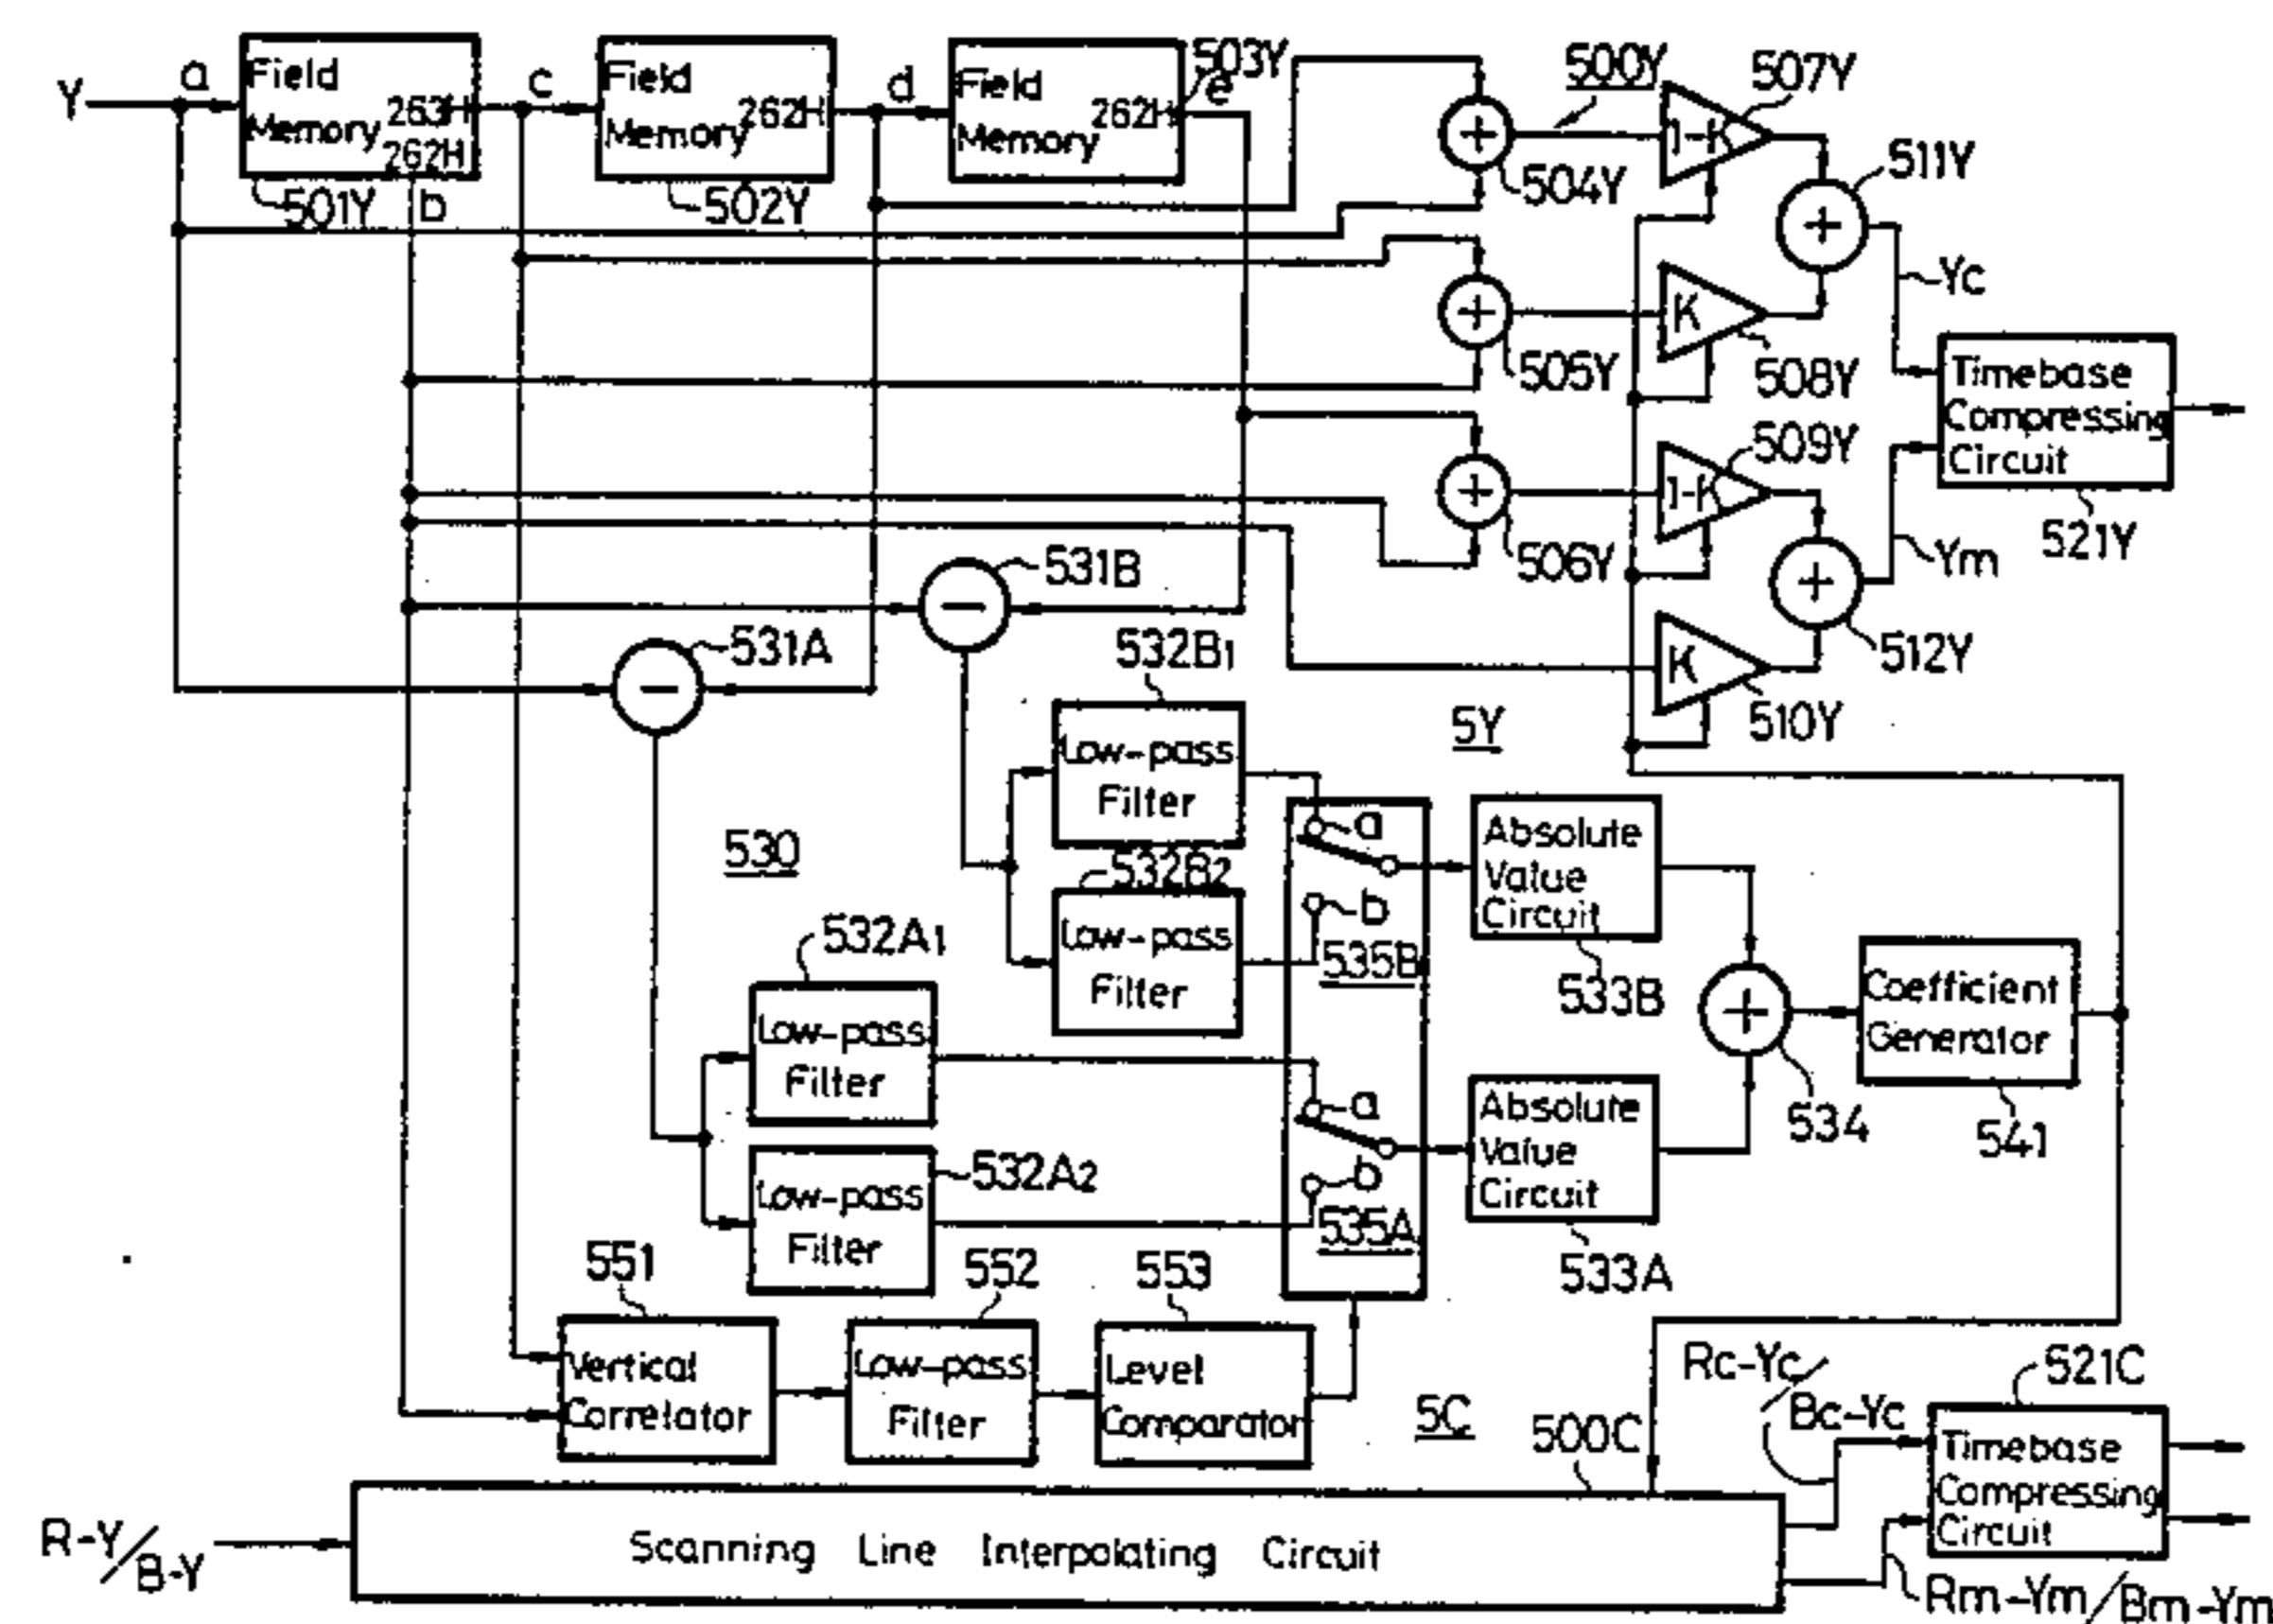 Y
a
Field
Memory
263H
262H
501Y
b
c
Field
Memory
262H
502Y
d
Field
Memory
262H
503Y
e
+
504Y
500Y
1-K
507Y
+
511Y
Yc
+
505Y
K
508Y
Timebase
Compressing
Circuit
521Y
+
506Y
1-K
509Y
+
512Y
Ym
K
510Y
−
531B
−
531A
532B1
Low-pass
Filter
5Y
530
532B2
Low-pass
Filter
a
b
535B
Absolute
Value
Circuit
533B
532A1
Low-pass
Filter
532A2
Low-pass
Filter
a
b
535A
Absolute
Value
Circuit
533A
+
534
Coefficient
Generator
541
551
Vertical
Correlator
552
Low-pass
Filter
553
Level
Comparator
5C
500C
Rc-Yc/
Bc-Yc
521C
Timebase
Compressing
Circuit
R-Y/
B-Y
Scanning Line Interpolating Circuit
Rm-Ym/Bm-Ym